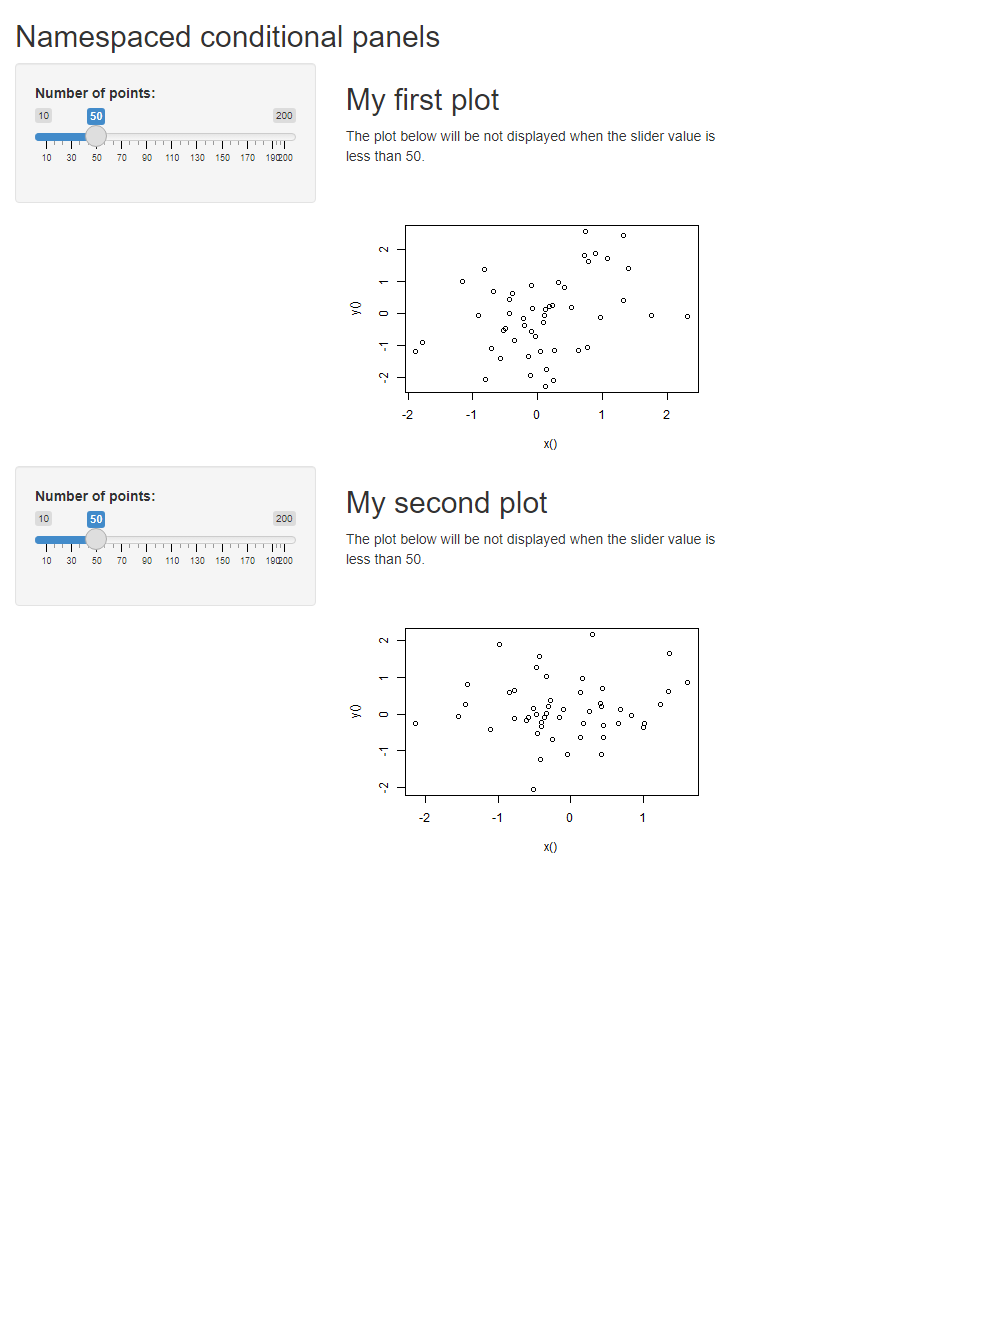 Namespaced conditional panels
Number of points:
10 50 200
10 30 50 70 90 110 130 150 170 190200
My first plot
The plot below will be not displayed when the slider value is
less than 50.
y()
2
1
0
-1
-2
-2 -1 0 1 2
x()
Number of points:
10 50 200
10 30 50 70 90 110 130 150 170 190200
My second plot
The plot below will be not displayed when the slider value is
less than 50.
y()
2
1
0
-1
-2
-2 -1 0 1
x()